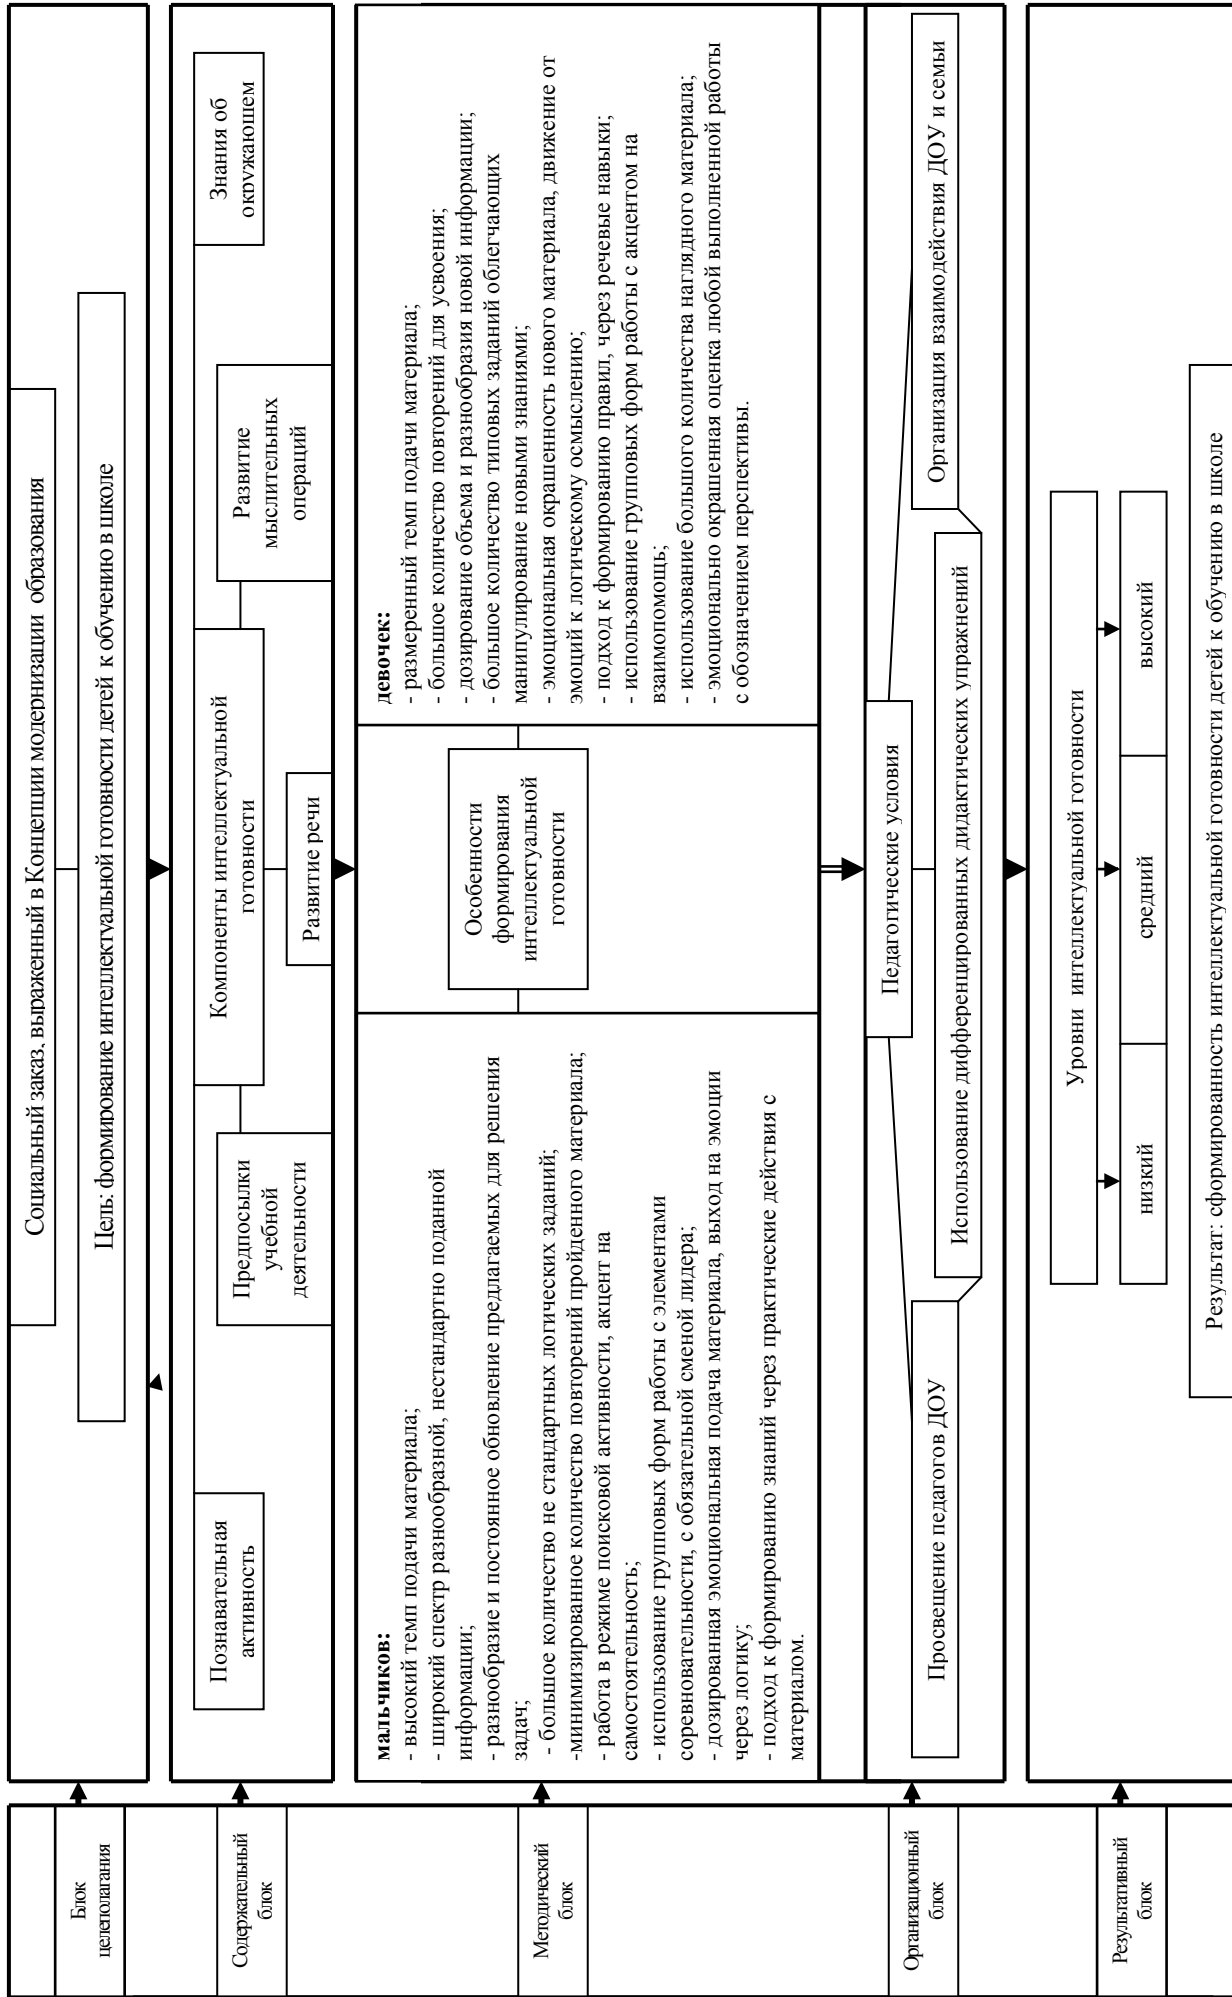 Социальный заказ, выраженный в Концепции модернизации образования
Цель: формирование интеллектуальной готовности детей к обучению в школе
Блок
целеполагания
Познавательная
активность
Предпосылки
учебной
деятельности
Компоненты интеллектуальной
готовности
Развитие речи
Развитие
мыслительных
операций
Знания об
окружающем
Содержательный
блок
мальчиков:
- высокий темп подачи материала;
- широкий спектр разнообразной, нестандартно поданной
информации;
- разнообразие и постоянное обновление предлагаемых для решения
задач;
- большое количество не стандартных логических заданий;
-минимизированное количество повторений пройденного материала;
- работа в режиме поисковой активности, акцент на
самостоятельность;
- использование групповых форм работы с элементами
соревновательности, с обязательной сменой лидера;
- дозированная эмоциональная подача материала, выход на эмоции
через логику;
- подход к формированию знаний через практические действия с
материалом.
Особенности
формирования
интеллектуальной
готовности
девочек:
- размеренный темп подачи материала;
- большое количество повторений для усвоения;
- дозирование объема и разнообразия новой информации;
- большое количество типовых заданий облегчающих
манипулирование новыми знаниями;
- эмоциональная окрашенность нового материала, движение от
эмоций к логическому осмыслению;
- подход к формированию правил, через речевые навыки;
- использование групповых форм работы с акцентом на
взаимопомощь;
- использование большого количества наглядного материала;
- эмоционально окрашенная оценка любой выполненной работы
с обозначением перспективы.
Методический
блок
Педагогические условия
Просвещение педагогов ДОУ
Использование дифференцированных дидактических упражнений
Организация взаимодействия ДОУ и семьи
Организационный
блок
Уровни интеллектуальной готовности
низкий
средний
высокий
Результат: сформированность интеллектуальной готовности детей к обучению в школе
Результативный
блок